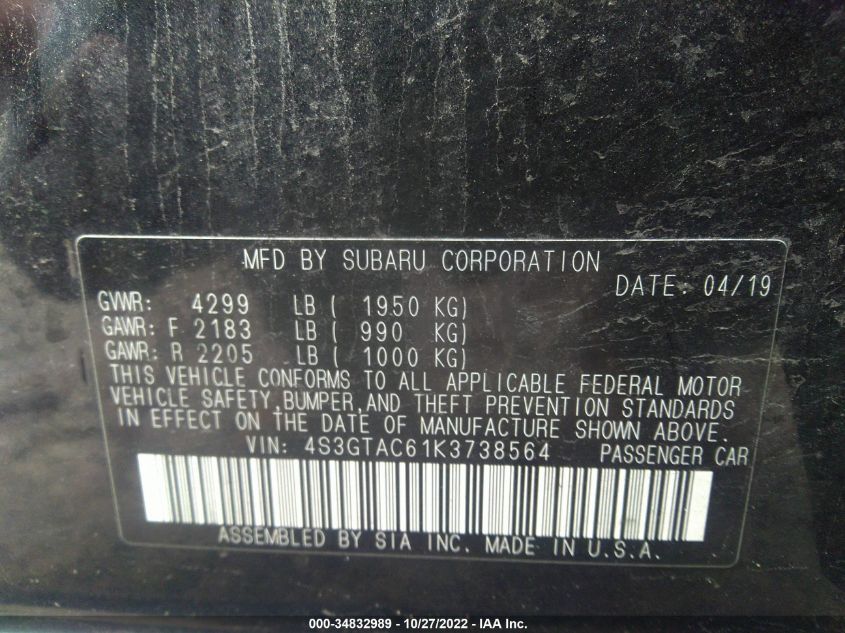 MFD BY SUBARU CORPORATION
DATE: 04/19
GVWR: 4299 LB ( 1950 KG)
GAWR: F 2183 LB ( 990 KG)
GAWR: R 2205 LB ( 1000 KG)
THIS VEHICLE CONFORMS TO ALL APPLICABLE FEDERAL MOTOR
VEHICLE SAFETY,BUMPER,AND THEFT PREVENTION STANDARDS
IN EFFECT ON THE DATE OF MANUFACTURE SHOWN ABOVE.
VIN: 4S3GTAC61K3738564 PASSENGER CAR
ASSEMBLED BY SIA INC. MADE IN U.S.A.
000-34832989 - 10/27/2022 - IAA Inc.